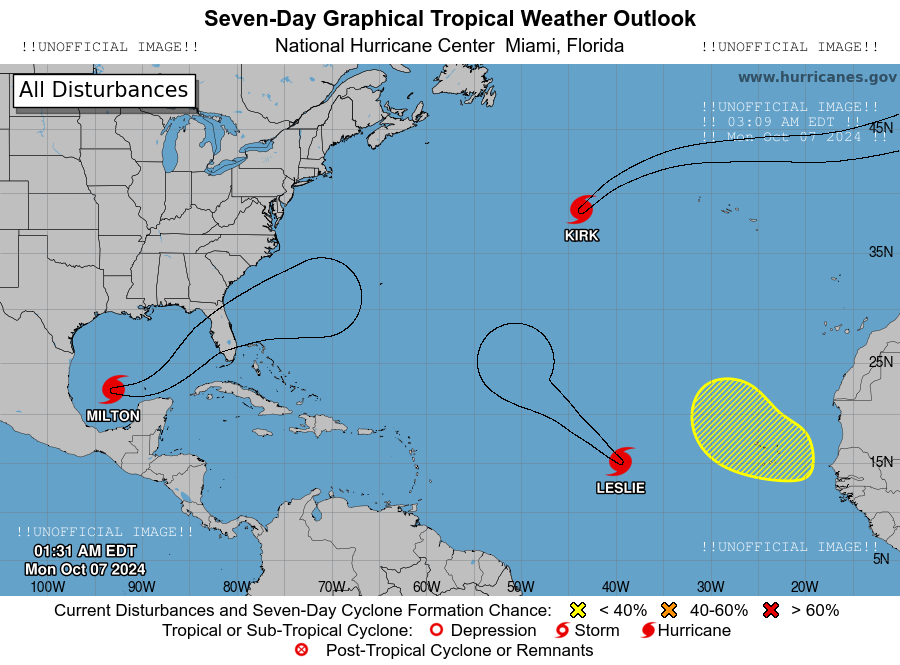 Seven-Day Graphical Tropical Weather Outlook
!!UNOFFICIAL IMAGE!! National Hurricane Center Miami, Florida !!UNOFFICIAL IMAGE!!
All Disturbances
www.hurricanes.gov
!!UNOFFICIAL IMAGE!!
!! 03:09 AM EDT !!
45N
!! Mon Oct 07 2024 !!
KIRK
35N
25N
MILTON
15N
LESLIE
!!UNOFFICIAL IMAGE!!
!!UNOFFICIAL IMAGE!!
01:31 AM EDT
5N
Mon Oct 07 2024
100W 90W 80W 70W 60W 50W 40W 30W 20W
Current Disturbances and Seven-Day Cyclone Formation Chance: < 40% 40-60% > 60%
Tropical or Sub-Tropical Cyclone: Depression Storm Hurricane
Post-Tropical Cyclone or Remnants